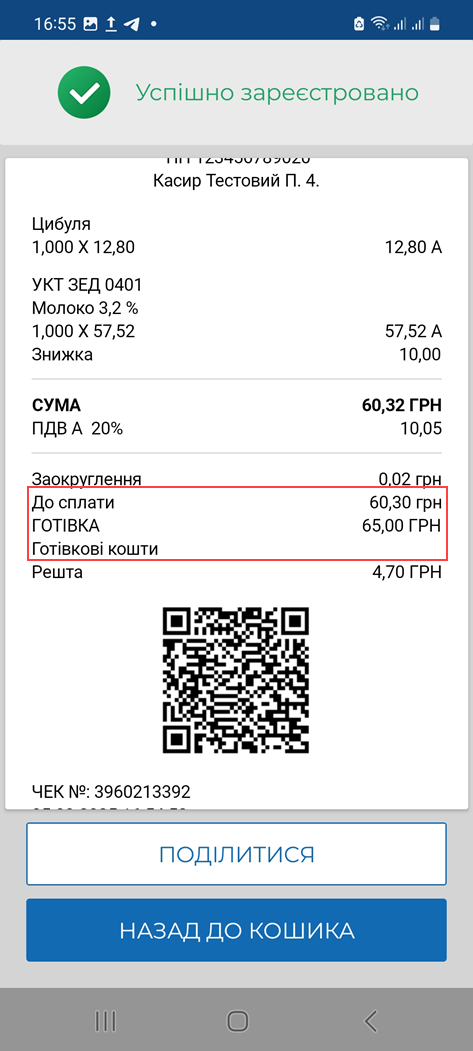 16:55
Успішно зареєстровано
Касир Тестовий П. 4.
Цибуля
1,000 X 12,80 12,80 А
УКТ ЗЕД 0401
Молоко 3,2 %
1,000 X 57,52 57,52 А
Знижка 10,00
СУМА 60,32 ГРН
ПДВ А 20% 10,05
Заокруглення 0,02 грн
До сплати 60,30 грн
ГОТІВКА 65,00 ГРН
Готівкові кошти
Решта 4,70 ГРН
ЧЕК №: 3960213392
ПОДІЛИТИСЯ
НАЗАД ДО КОШИКА